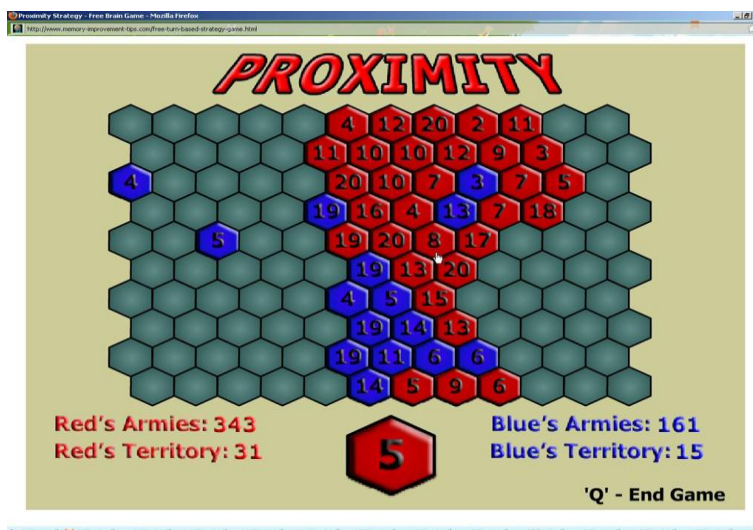 Proximity Strategy - Free Brain Game - Mozilla Firefox
http://www.memory-improvement-tips.com/free-turn-based-strategy-game.html
PROXIMITY
4 12 20 2 11
11 10 10 12 9 3
4 20 10 7 3 7 5
19 16 4 13 7 18
5 19 20 8 17
19 13 20
4 5 15
19 14 13
19 11 6 6
14 5 9 6
Red's Armies: 343
Red's Territory: 31
5
Blue's Armies: 161
Blue's Territory: 15
'Q' - End Game